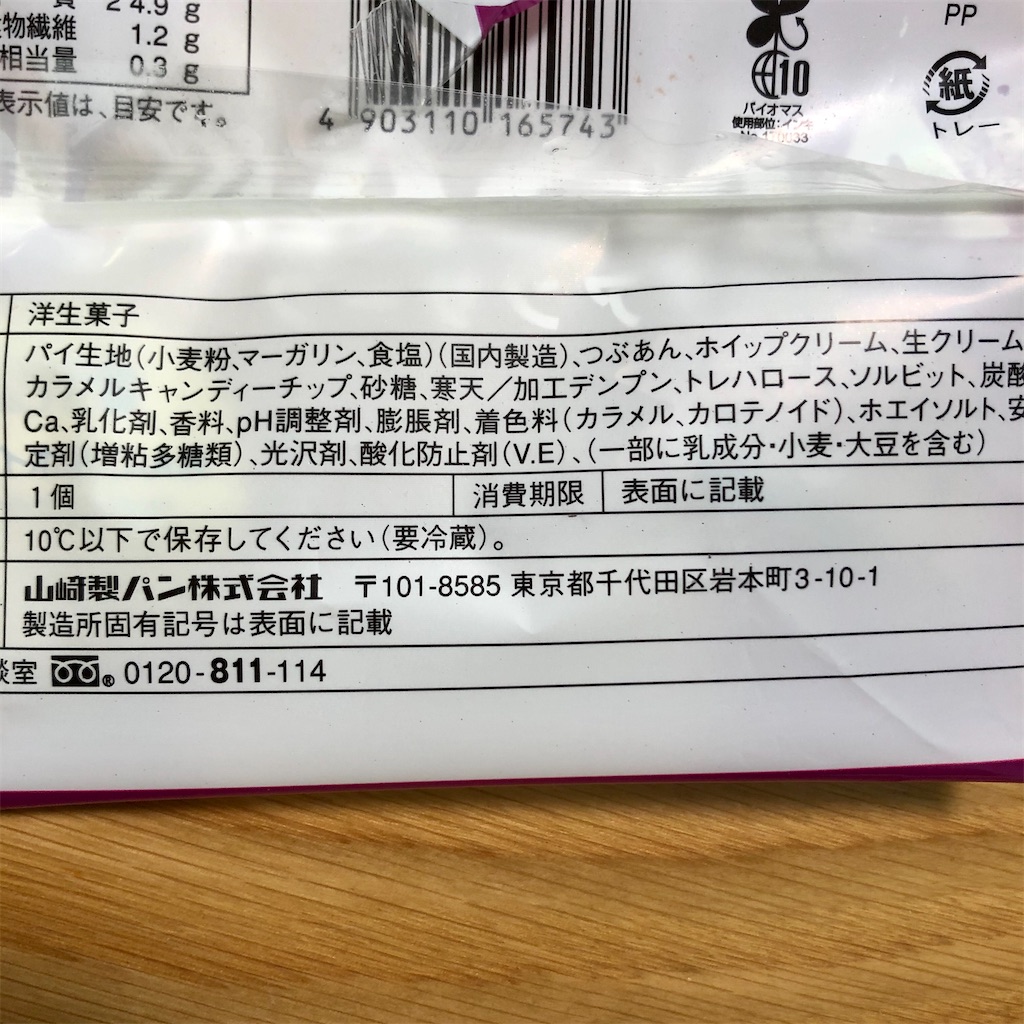 質 24.9 g
物繊維 1.2 g
相当量 0.3 g
表示値は、目安です。
4 903110 165743
10
バイオマス
使用部位:インキ
PP
紙
トレー
洋生菓子
パイ生地(小麦粉、マーガリン、食塩)(国内製造)、つぶあん、ホイップクリーム、生クリーム
カラメルキャンディーチップ、砂糖、寒天/加工デンプン、トレハロース、ソルビット、炭酸
Ca、乳化剤、香料、pH調整剤、膨脹剤、着色料(カラメル、カロテノイド)、ホエイソルト、安
定剤(増粘多糖類)、光沢剤、酸化防止剤(V.E)、(一部に乳成分・小麦・大豆を含む)
1個 消費期限 表面に記載
10℃以下で保存してください(要冷蔵)。
山崎製パン株式会社 〒101-8585 東京都千代田区岩本町3-10-1
製造所固有記号は表面に記載
談室 ® 0120-811-114